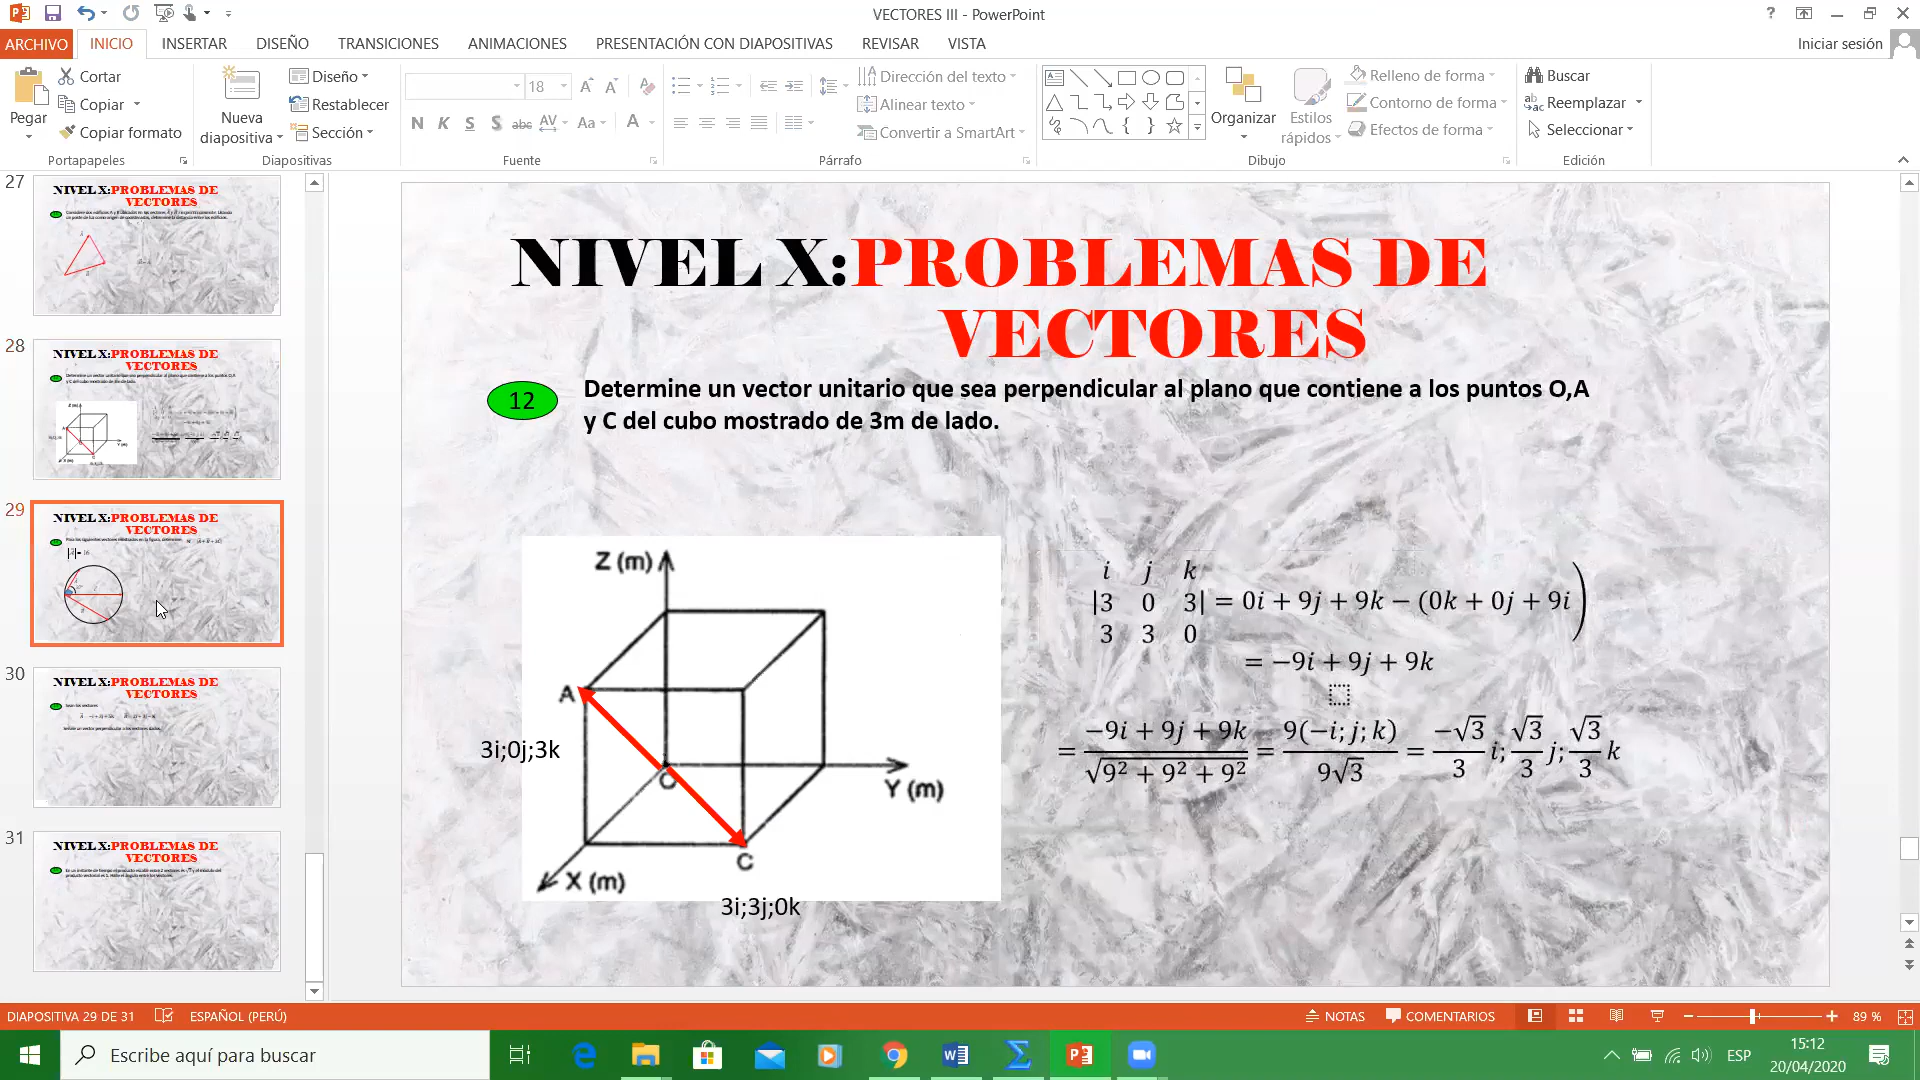 VECTORES III - PowerPoint
?
ARCHIVO INICIO INSERTAR DISEÑO TRANSICIONES ANIMACIONES PRESENTACIÓN CON DIAPOSITIVAS REVISAR VISTA Iniciar sesión
Pegar
Cortar
Copiar
Copiar formato
Portapapeles
Nueva
diapositiva
Diseño
Restablecer
Sección
Diapositivas
18
N K S S abc AV Aa A
Fuente
Dirección del texto
Alinear texto
Convertir a SmartArt
Párrafo
Organizar
Estilos
rápidos
Relleno de forma
Contorno de forma
Efectos de forma
Dibujo
Buscar
Reemplazar
Seleccionar
Edición
27
NIVEL X:PROBLEMAS DE
VECTORES
28
NIVEL X:PROBLEMAS DE
VECTORES
29
NIVEL X:PROBLEMAS DE
VECTORES
30
NIVEL X:PROBLEMAS DE
VECTORES
31
NIVEL X:PROBLEMAS DE
VECTORES
NIVEL X:PROBLEMAS DE
VECTORES
12
Determine un vector unitario que sea perpendicular al plano que contiene a los puntos O,A
y C del cubo mostrado de 3m de lado.
Z (m)
A
3i;0j;3k
O
Y (m)
C
X (m)
3i;3j;0k
i j k
|3 0 3| = 0i + 9j + 9k − (0k + 0j + 9i)
3 3 0
= −9i + 9j + 9k
= −9i + 9j + 9k / √9² + 9² + 9² = 9(−i; j; k) / 9√3 = −√3/3 i; √3/3 j; √3/3 k
DIAPOSITIVA 29 DE 31 ESPAÑOL (PERÚ) NOTAS COMENTARIOS 89 %
Escribe aquí para buscar
ESP
15:12
20/04/2020